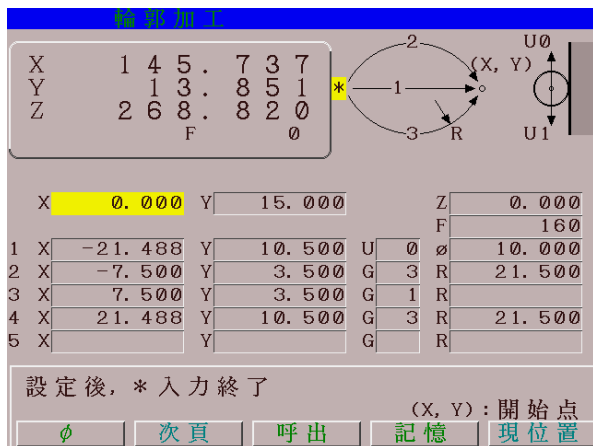 輪郭加工
X 145.737
Y 13.851
Z 268.820
F 0
*
2
1
3
R
(X, Y)
U0
U1
X 0.000 Y 15.000 Z 0.000
F 160
1 X -21.488 Y 10.500 U 0 ø 10.000
2 X -7.500 Y 3.500 G 3 R 21.500
3 X 7.500 Y 3.500 G 1 R
4 X 21.488 Y 10.500 G 3 R 21.500
5 X Y G R
設定後,*入力終了
(X, Y):開始点
ø 次頁 呼出 記憶 現位置